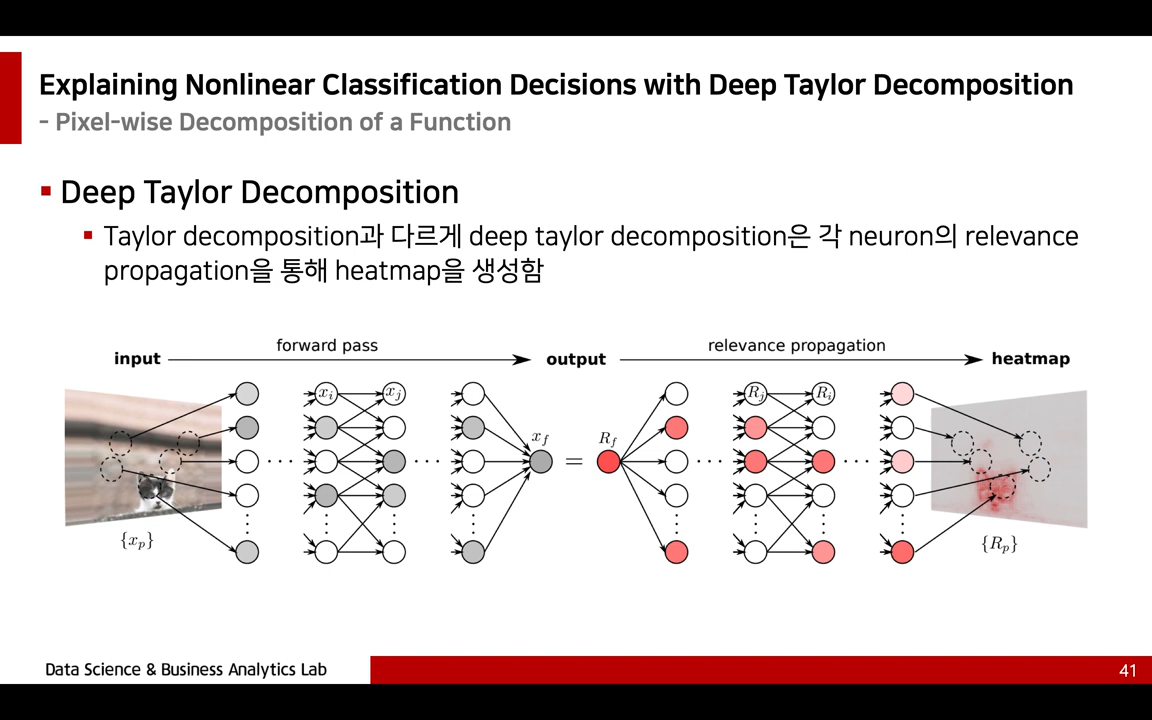 Explaining Nonlinear Classification Decisions with Deep Taylor Decomposition
- Pixel-wise Decomposition of a Function
Deep Taylor Decomposition
Taylor decomposition과 다르게 deep taylor decomposition은 각 neuron의 relevance
propagation을 통해 heatmap을 생성함
input forward pass output relevance propagation heatmap
x_i x_j R_j R_i
x_f R_f
... ... = ... ...
{x_p} {R_p}
Data Science & Business Analytics Lab 41